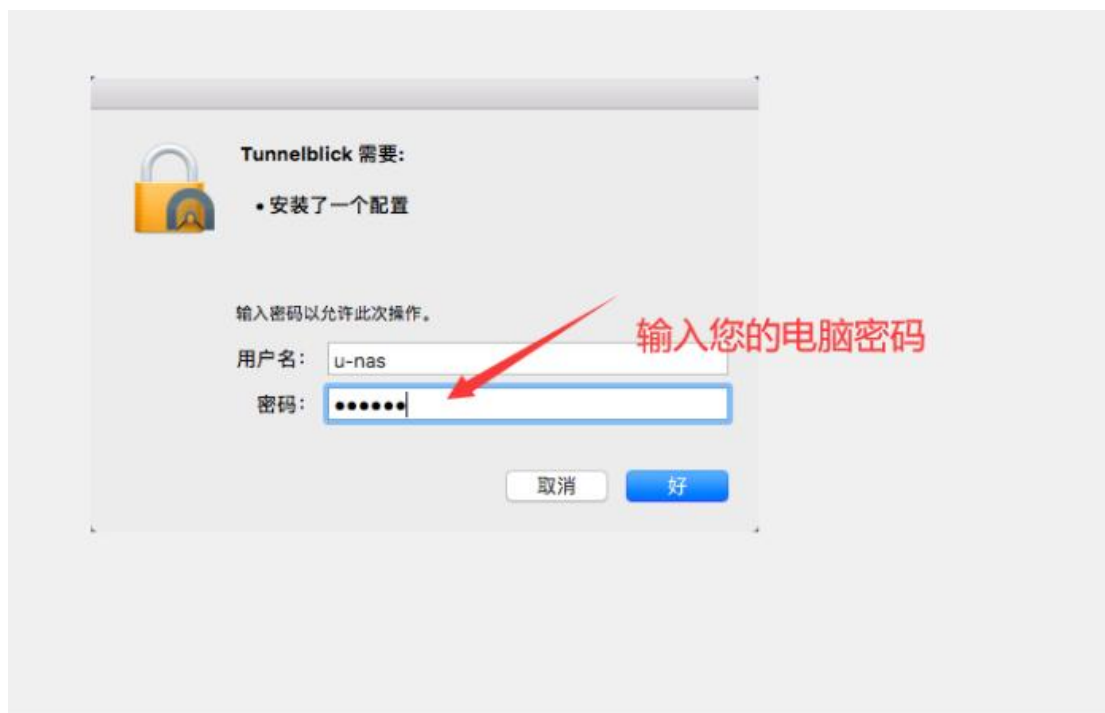 Tunnelblick 需要:
• 安装了一个配置
输入密码以允许此次操作。
输入您的电脑密码
用户名: u-nas
密码: ••••••
取消 好